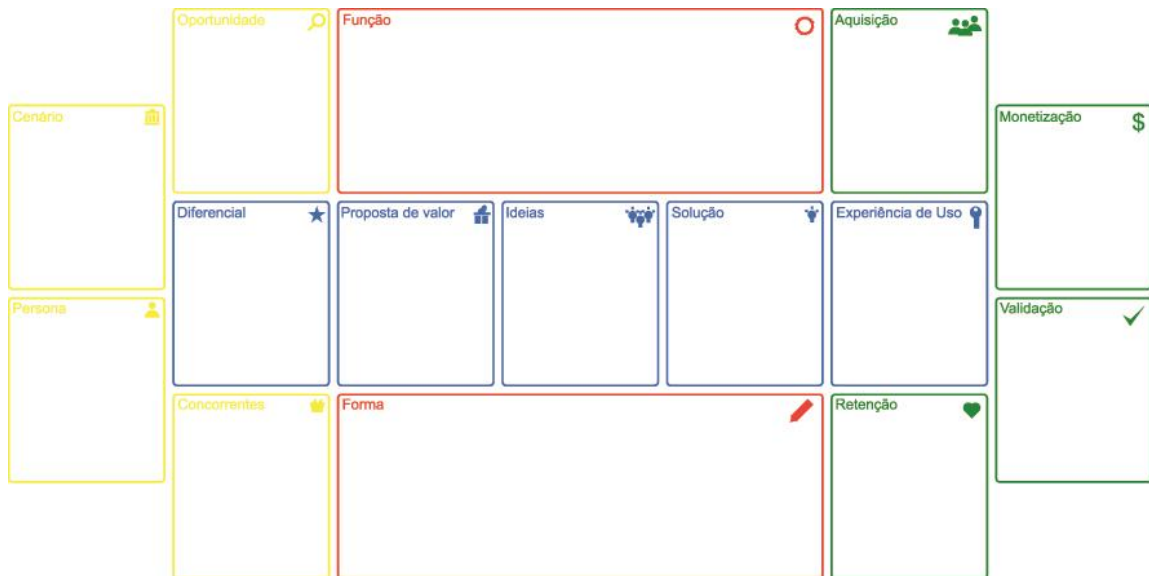 Oportunidade
Função
Aquisição
Cenário
Monetização
$
Diferencial
Proposta de valor
Ideias
Solução
Experiência de Uso
Persona
Validação
Concorrentes
Forma
Retenção